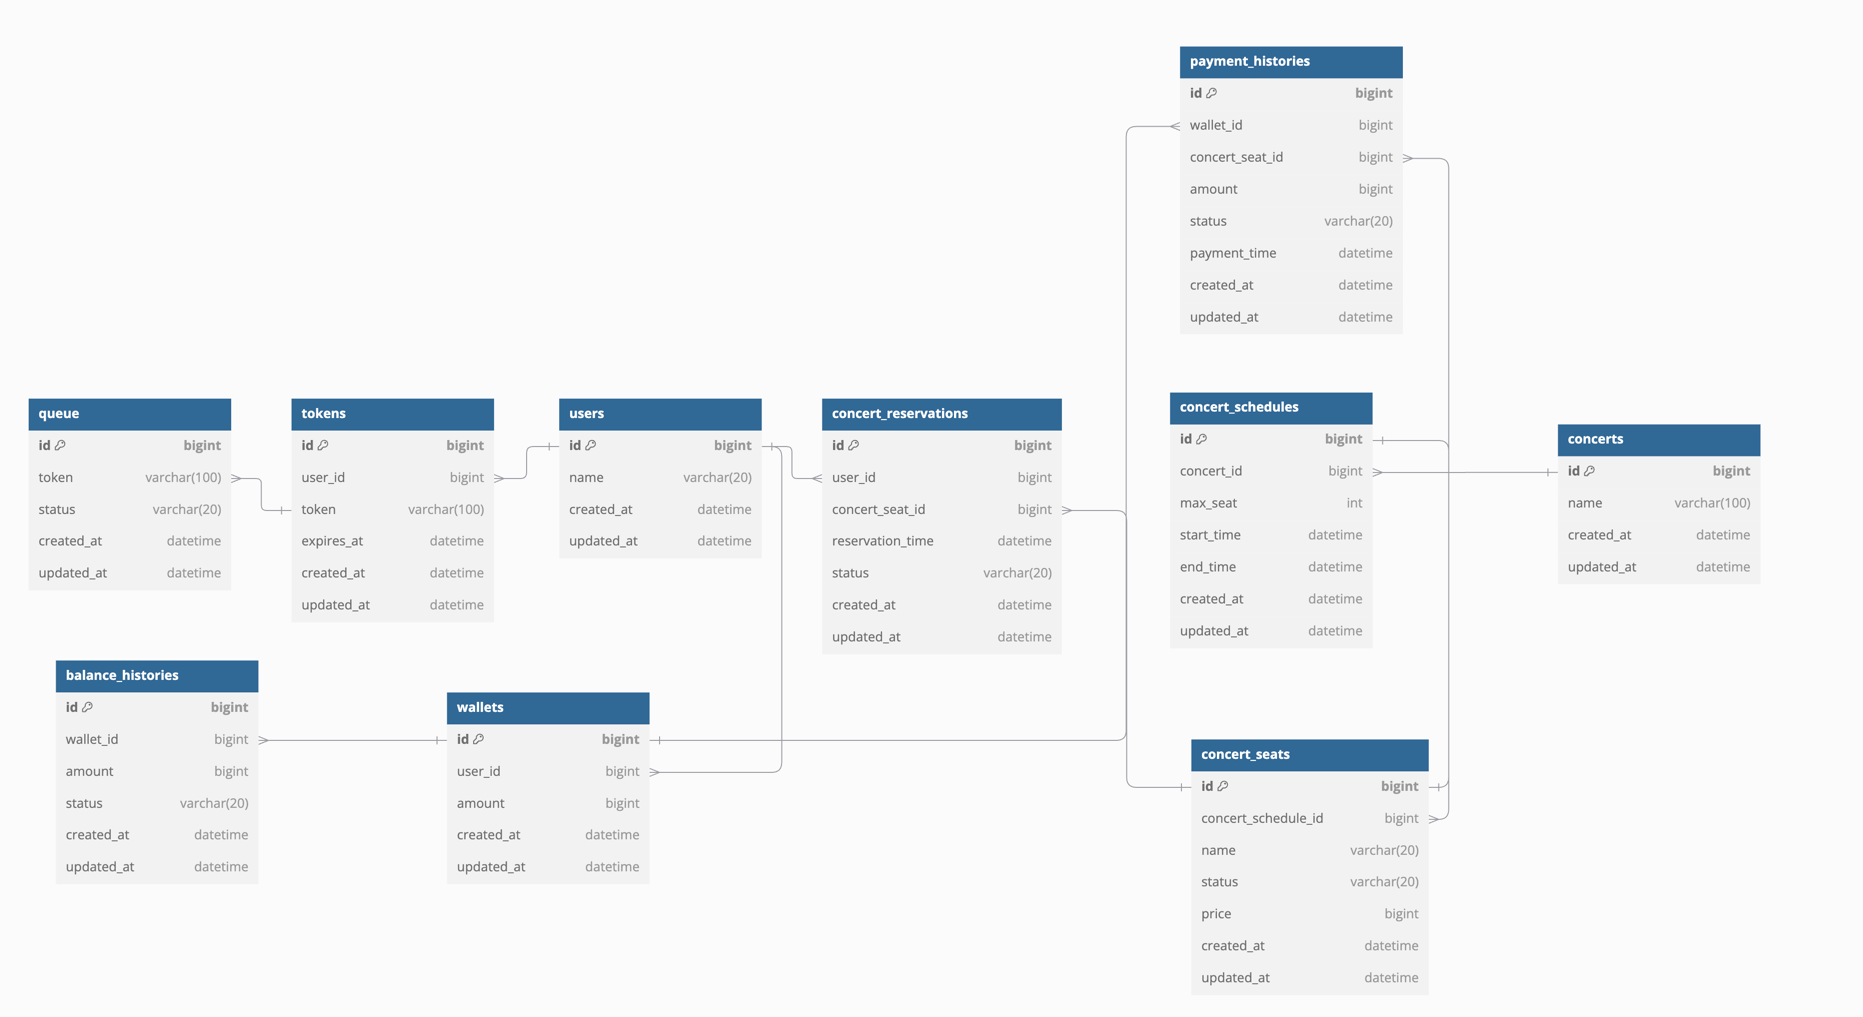 payment_histories
id bigint
wallet_id bigint
concert_seat_id bigint
amount bigint
status varchar(20)
payment_time datetime
created_at datetime
updated_at datetime
queue
id bigint
token varchar(100)
status varchar(20)
created_at datetime
updated_at datetime
tokens
id bigint
user_id bigint
token varchar(100)
expires_at datetime
created_at datetime
updated_at datetime
users
id bigint
name varchar(20)
created_at datetime
updated_at datetime
concert_reservations
id bigint
user_id bigint
concert_seat_id bigint
reservation_time datetime
status varchar(20)
created_at datetime
updated_at datetime
concert_schedules
id bigint
concert_id bigint
max_seat int
start_time datetime
end_time datetime
created_at datetime
updated_at datetime
concerts
id bigint
name varchar(100)
created_at datetime
updated_at datetime
balance_histories
id bigint
wallet_id bigint
amount bigint
status varchar(20)
created_at datetime
updated_at datetime
wallets
id bigint
user_id bigint
amount bigint
created_at datetime
updated_at datetime
concert_seats
id bigint
concert_schedule_id bigint
name varchar(20)
status varchar(20)
price bigint
created_at datetime
updated_at datetime